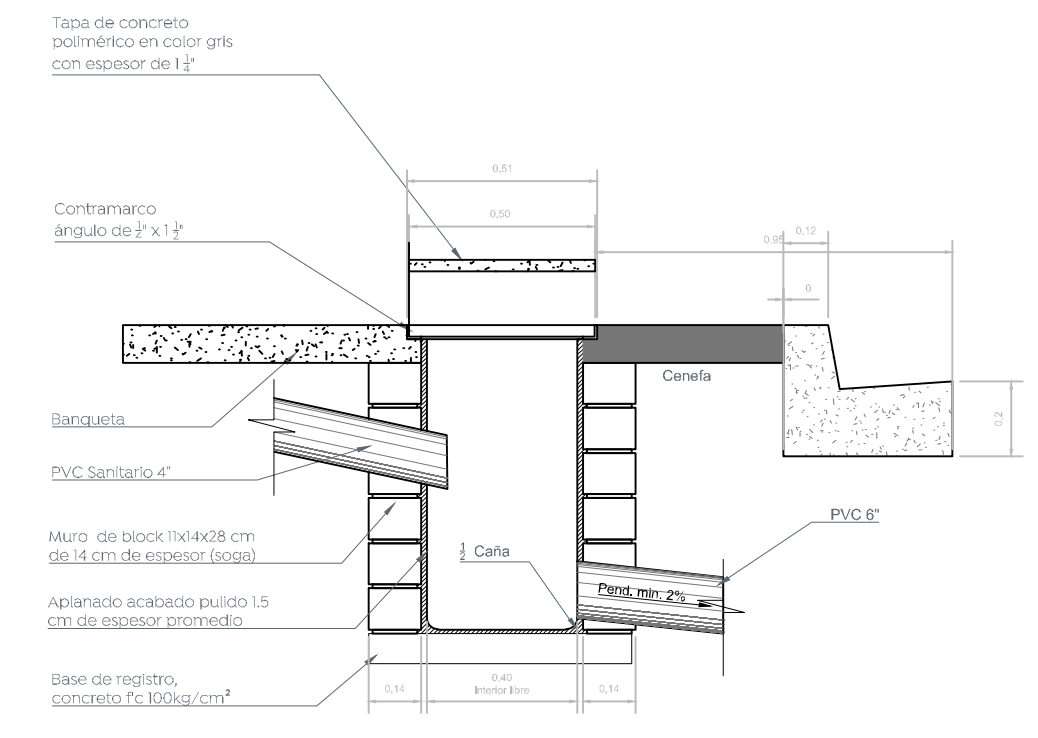 Tapa de concreto
polimérico en color gris
con espesor de 1 1/4"
0,51
Contramarco
ángulo de 1/2" x 1 1/2"
0,50
0,95
0,12
0
Cenefa
Banqueta
0,2
PVC Sanitario 4"
PVC 6"
Muro de block 11x14x28 cm
de 14 cm de espesor (soga)
1/2 Caña
Pend. min. 2%
Aplanado acabado pulido 1.5
cm de espesor promedio
Base de registro,
concreto f'c 100kg/cm²
0,14
0,40
Interior libre
0,14